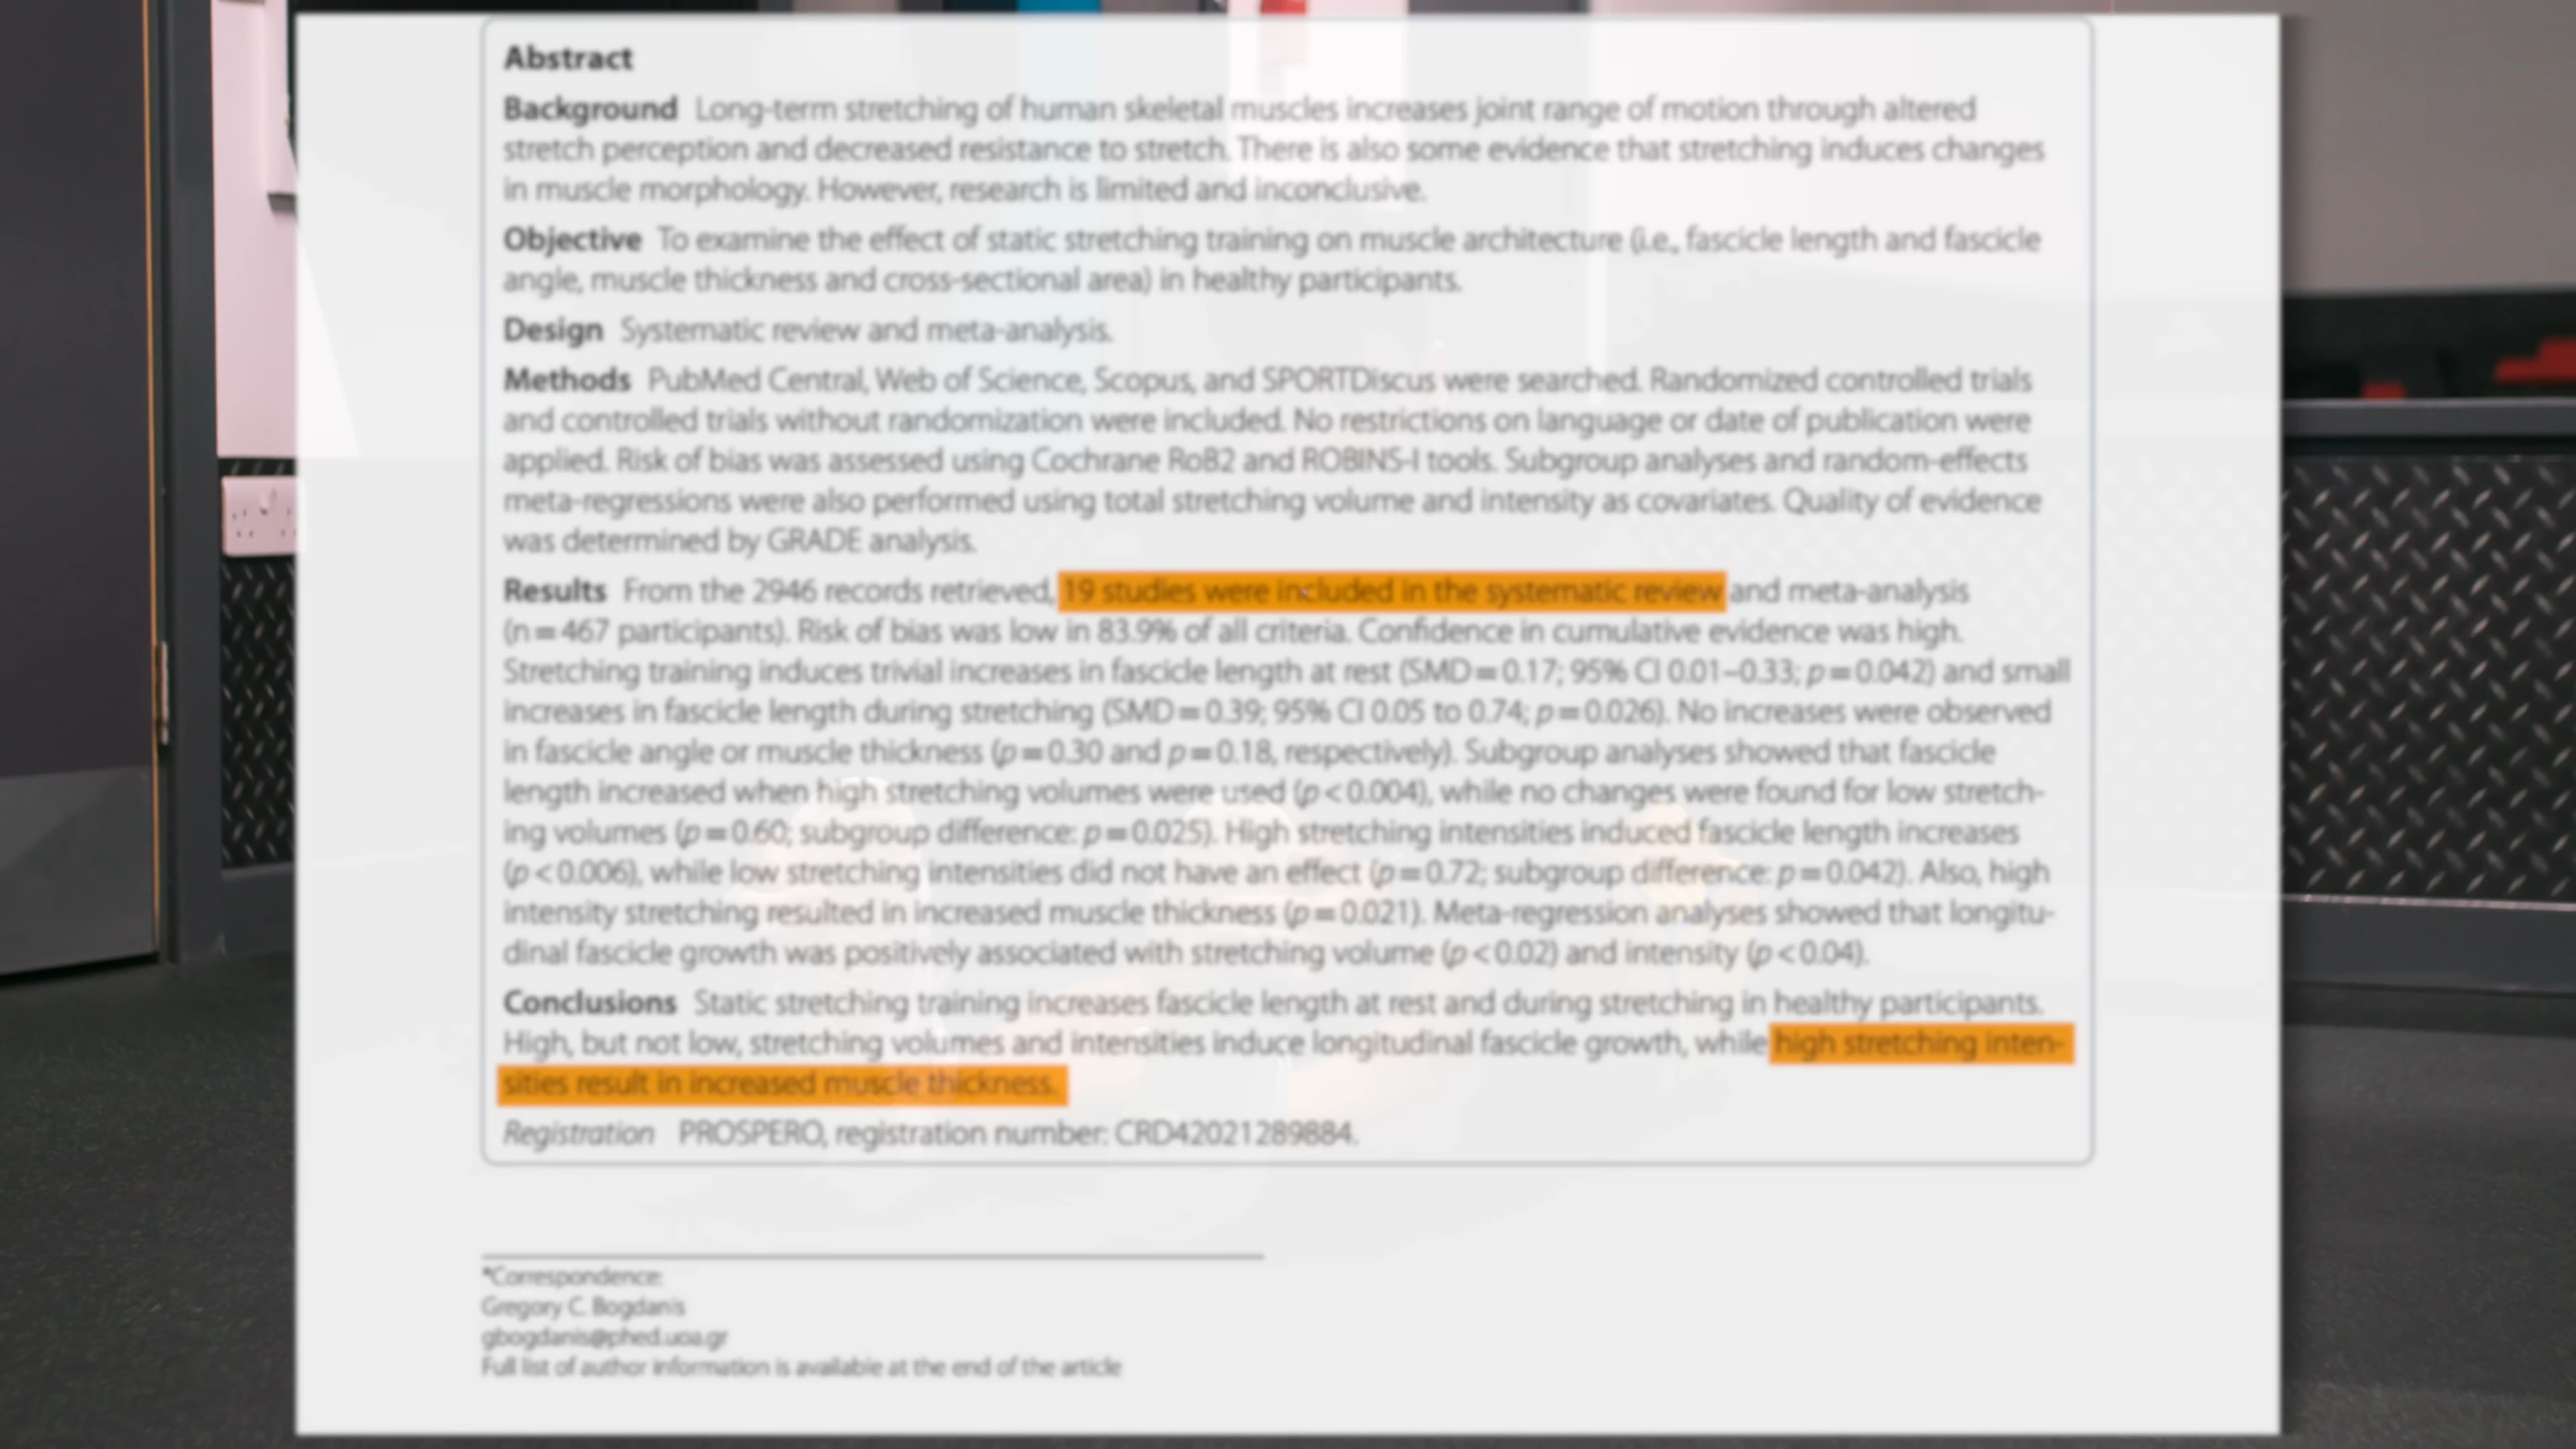 Abstract
Background Long-term stretching of human skeletal muscles increases joint range of motion through altered
stretch perception and decreased resistance to stretch. There is also some evidence that stretching induces changes
in muscle morphology. However, research is limited and inconclusive.
Objective To examine the effect of static stretching training on muscle architecture (i.e., fascicle length and fascicle
angle, muscle thickness and cross-sectional area) in healthy participants.
Design Systematic review and meta-analysis.
Methods PubMed Central, Web of Science, Scopus, and SPORTDiscus were searched. Randomized controlled trials
and controlled trials without randomization were included. No restrictions on language or date of publication were
applied. Risk of bias was assessed using Cochrane RoB2 and ROBINS-I tools. Subgroup analyses and random-effects
meta-regressions were also performed using total stretching volume and intensity as covariates. Quality of evidence
was determined by GRADE analysis.
Results From the 2946 records retrieved, 19 studies were included in the systematic review and meta-analysis
(n = 467 participants). Risk of bias was low in 83.9% of all criteria. Confidence in cumulative evidence was high.
Stretching training induces trivial increases in fascicle length at rest (SMD = 0.17; 95% CI 0.01–0.33; p = 0.042) and small
increases in fascicle length during stretching (SMD = 0.39; 95% CI 0.05 to 0.74; p = 0.026). No increases were observed
in fascicle angle or muscle thickness (p = 0.30 and p = 0.18, respectively). Subgroup analyses showed that fascicle
length increased when high stretching volumes were used (p < 0.004), while no changes were found for low stretch-
ing volumes (p = 0.60; subgroup difference: p = 0.025). High stretching intensities induced fascicle length increases
(p < 0.006), while low stretching intensities did not have an effect (p = 0.72; subgroup difference: p = 0.042). Also, high
intensity stretching resulted in increased muscle thickness (p = 0.021). Meta-regression analyses showed that longitu-
dinal fascicle growth was positively associated with stretching volume (p < 0.02) and intensity (p < 0.04).
Conclusions Static stretching training increases fascicle length at rest and during stretching in healthy participants.
High, but not low, stretching volumes and intensities induce longitudinal fascicle growth, while high stretching inten-
sities result in increased muscle thickness.
Registration PROSPERO, registration number: CRD42021289884.
*Correspondence:
Gregory C. Bogdanis
gbogdanis@phed.uoa.gr
Full list of author information is available at the end of the article